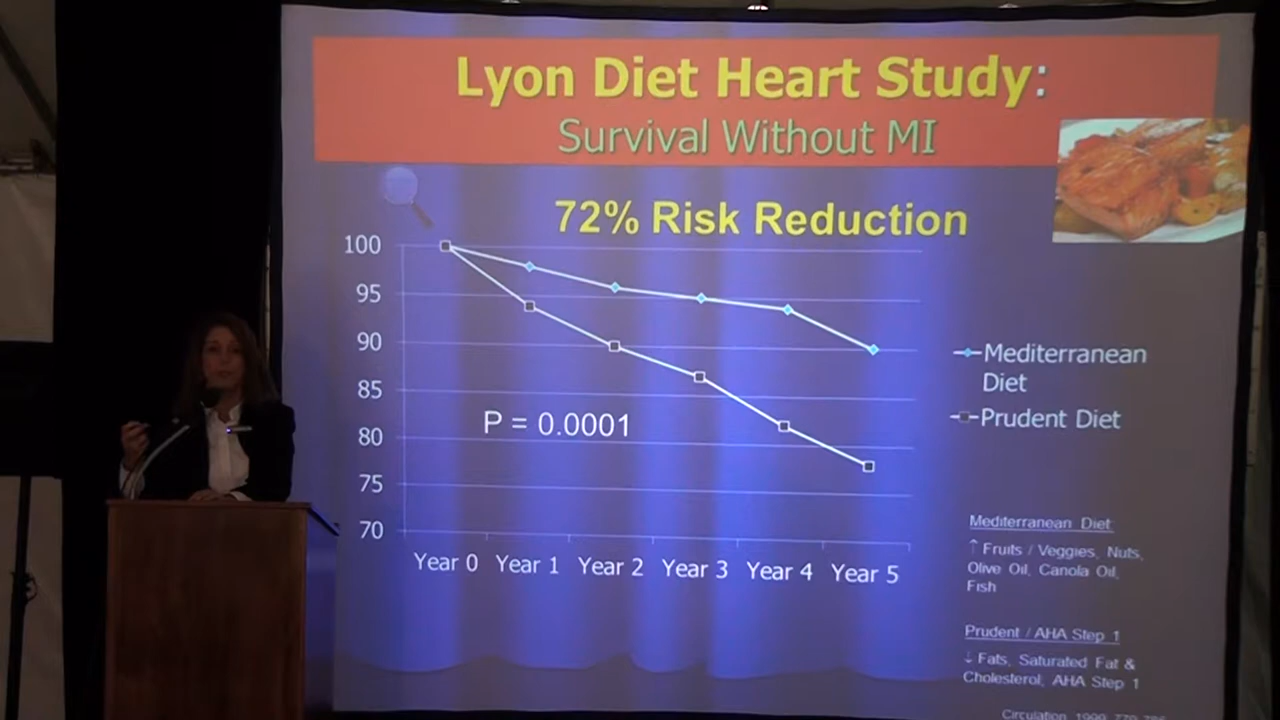 Lyon Diet Heart Study:
Survival Without MI
72% Risk Reduction
100
95
90
85
80
75
70
P = 0.0001
Year 0 Year 1 Year 2 Year 3 Year 4 Year 5
Mediterranean
Diet
Prudent Diet
Mediterranean Diet
↑ Fruits / Veggies, Nuts,
Olive Oil, Canola Oil,
Fish
Prudent / AHA Step 1
↓ Fats, Saturated Fat &
Cholesterol, AHA Step 1
Circulation 1999